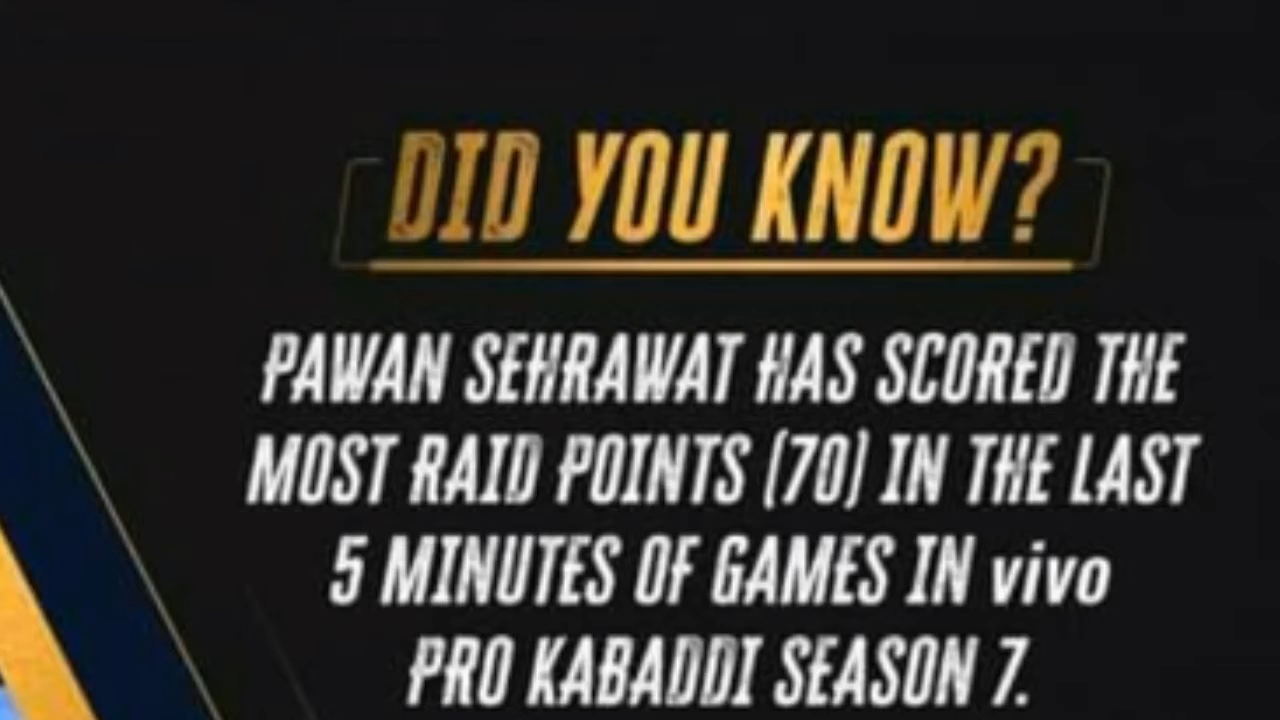 DID YOU KNOW?
PAWAN SEHRAWAT HAS SCORED THE
MOST RAID POINTS (70) IN THE LAST
5 MINUTES OF GAMES IN vivo
PRO KABADDI SEASON 7.